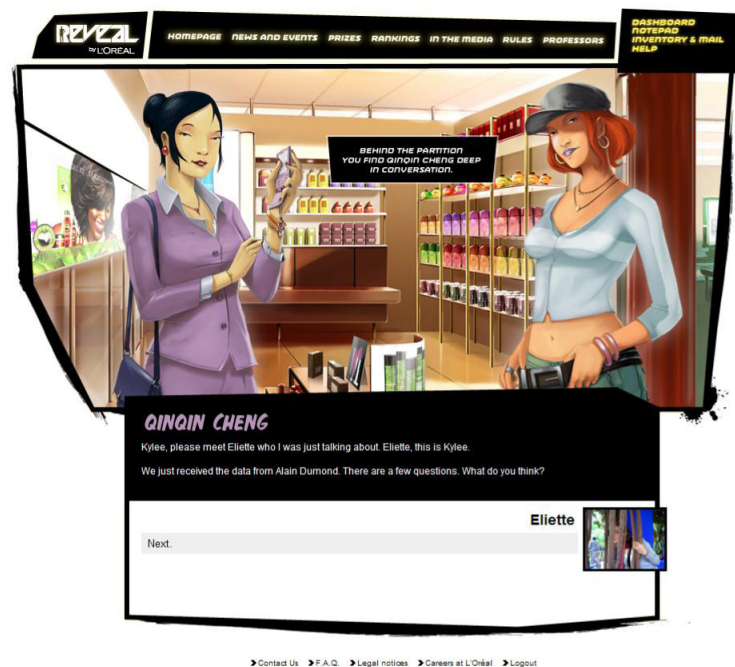 REVEAL
BY L'ORÉAL
HOMEPAGE NEWS AND EVENTS PRIZES RANKINGS IN THE MEDIA RULES PROFESSORS
DASHBOARD
NOTEPAD
INVENTORY & MAIL
HELP
BEHIND THE PARTITION
YOU FIND QINQIN CHENG DEEP
IN CONVERSATION.
QINQIN CHENG
Kylee, please meet Eliette who I was just talking about. Eliette, this is Kylee.
We just received the data from Alain Dumond. There are a few questions. What do you think?
Eliette
Next.
Contact Us F.A.Q. Legal notices Careers at L'Oréal Logout